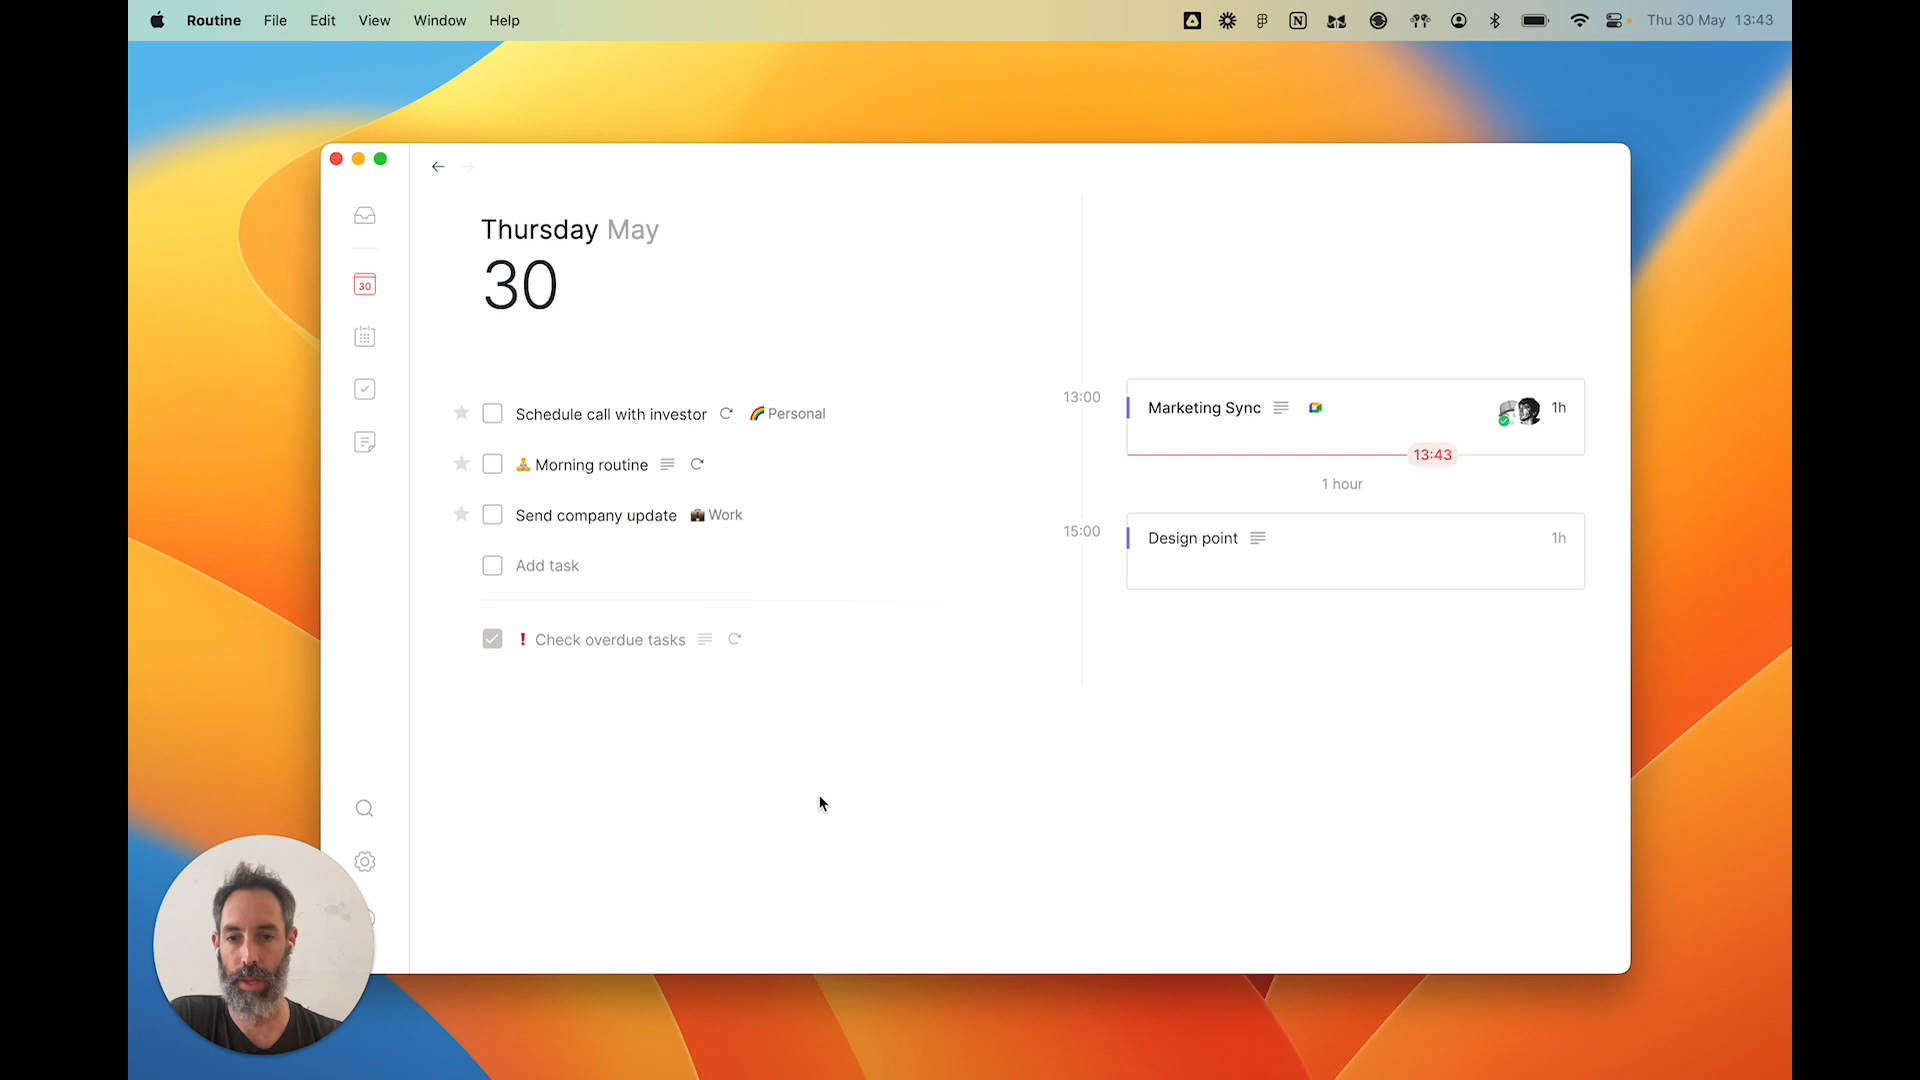 Routine File Edit View Window Help Thu 30 May 13:43
Thursday May
30
30
Schedule call with investor Personal
Morning routine
Send company update Work
Add task
Check overdue tasks
13:00
Marketing Sync 1h
13:43
1 hour
15:00
Design point 1h